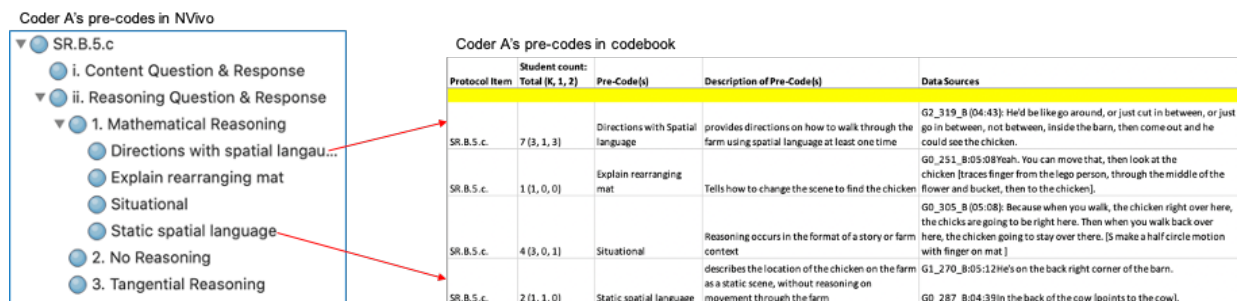 Coder A's pre-codes in NVivo
SR.B.5.c
i. Content Question & Response
ii. Reasoning Question & Response
1. Mathematical Reasoning
Directions with spatial langau...
Explain rearranging mat
Situational
Static spatial language
2. No Reasoning
3. Tangential Reasoning
Coder A's pre-codes in codebook
Student count:
Protocol Item Total (K, 1, 2) Pre-Code(s) Description of Pre-Code(s) Data Sources
G2_319_B (04:43): He'd be like go around, or just cut in between, or just
Directions with Spatial provides directions on how to walk through the go in between, not between, inside the barn, then come out and he
SR.B.5.c. 7 (3, 1, 3) language farm using spatial language at least one time could see the chicken.
G0_251_B:05:08Yeah. You can move that, then look at the
Explain rearranging chicken [traces finger from the lego person, through the middle of the
SR.B.5.c. 1 (1, 0, 0) mat Tells how to change the scene to find the chicken flower and bucket, then to the chicken].
G0_305_B (05:08): Because when you walk, the chicken right over here,
the chicks are going to be right here. Then when you walk back over
Reasoning occurs in the format of a story or farm here, the chicken going to stay over there. [S make a half circle motion
SR.B.5.c. 4 (3, 0, 1) Situational context with finger on mat ]
describes the location of the chicken on the farm G1_270_B:05:12He's on the back right corner of the barn.
as a static scene, without reasoning on
SR.B.5.c. 2 (1, 1, 0) Static spatial language movement through the farm G0_287_B:04:39In the back of the cow [points to the cow].